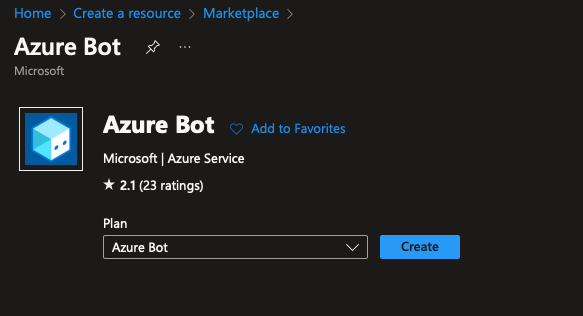 Home > Create a resource > Marketplace >
Azure Bot ...
Microsoft
Azure Bot Add to Favorites
Microsoft | Azure Service
★ 2.1 (23 ratings)
Plan
Azure Bot Create